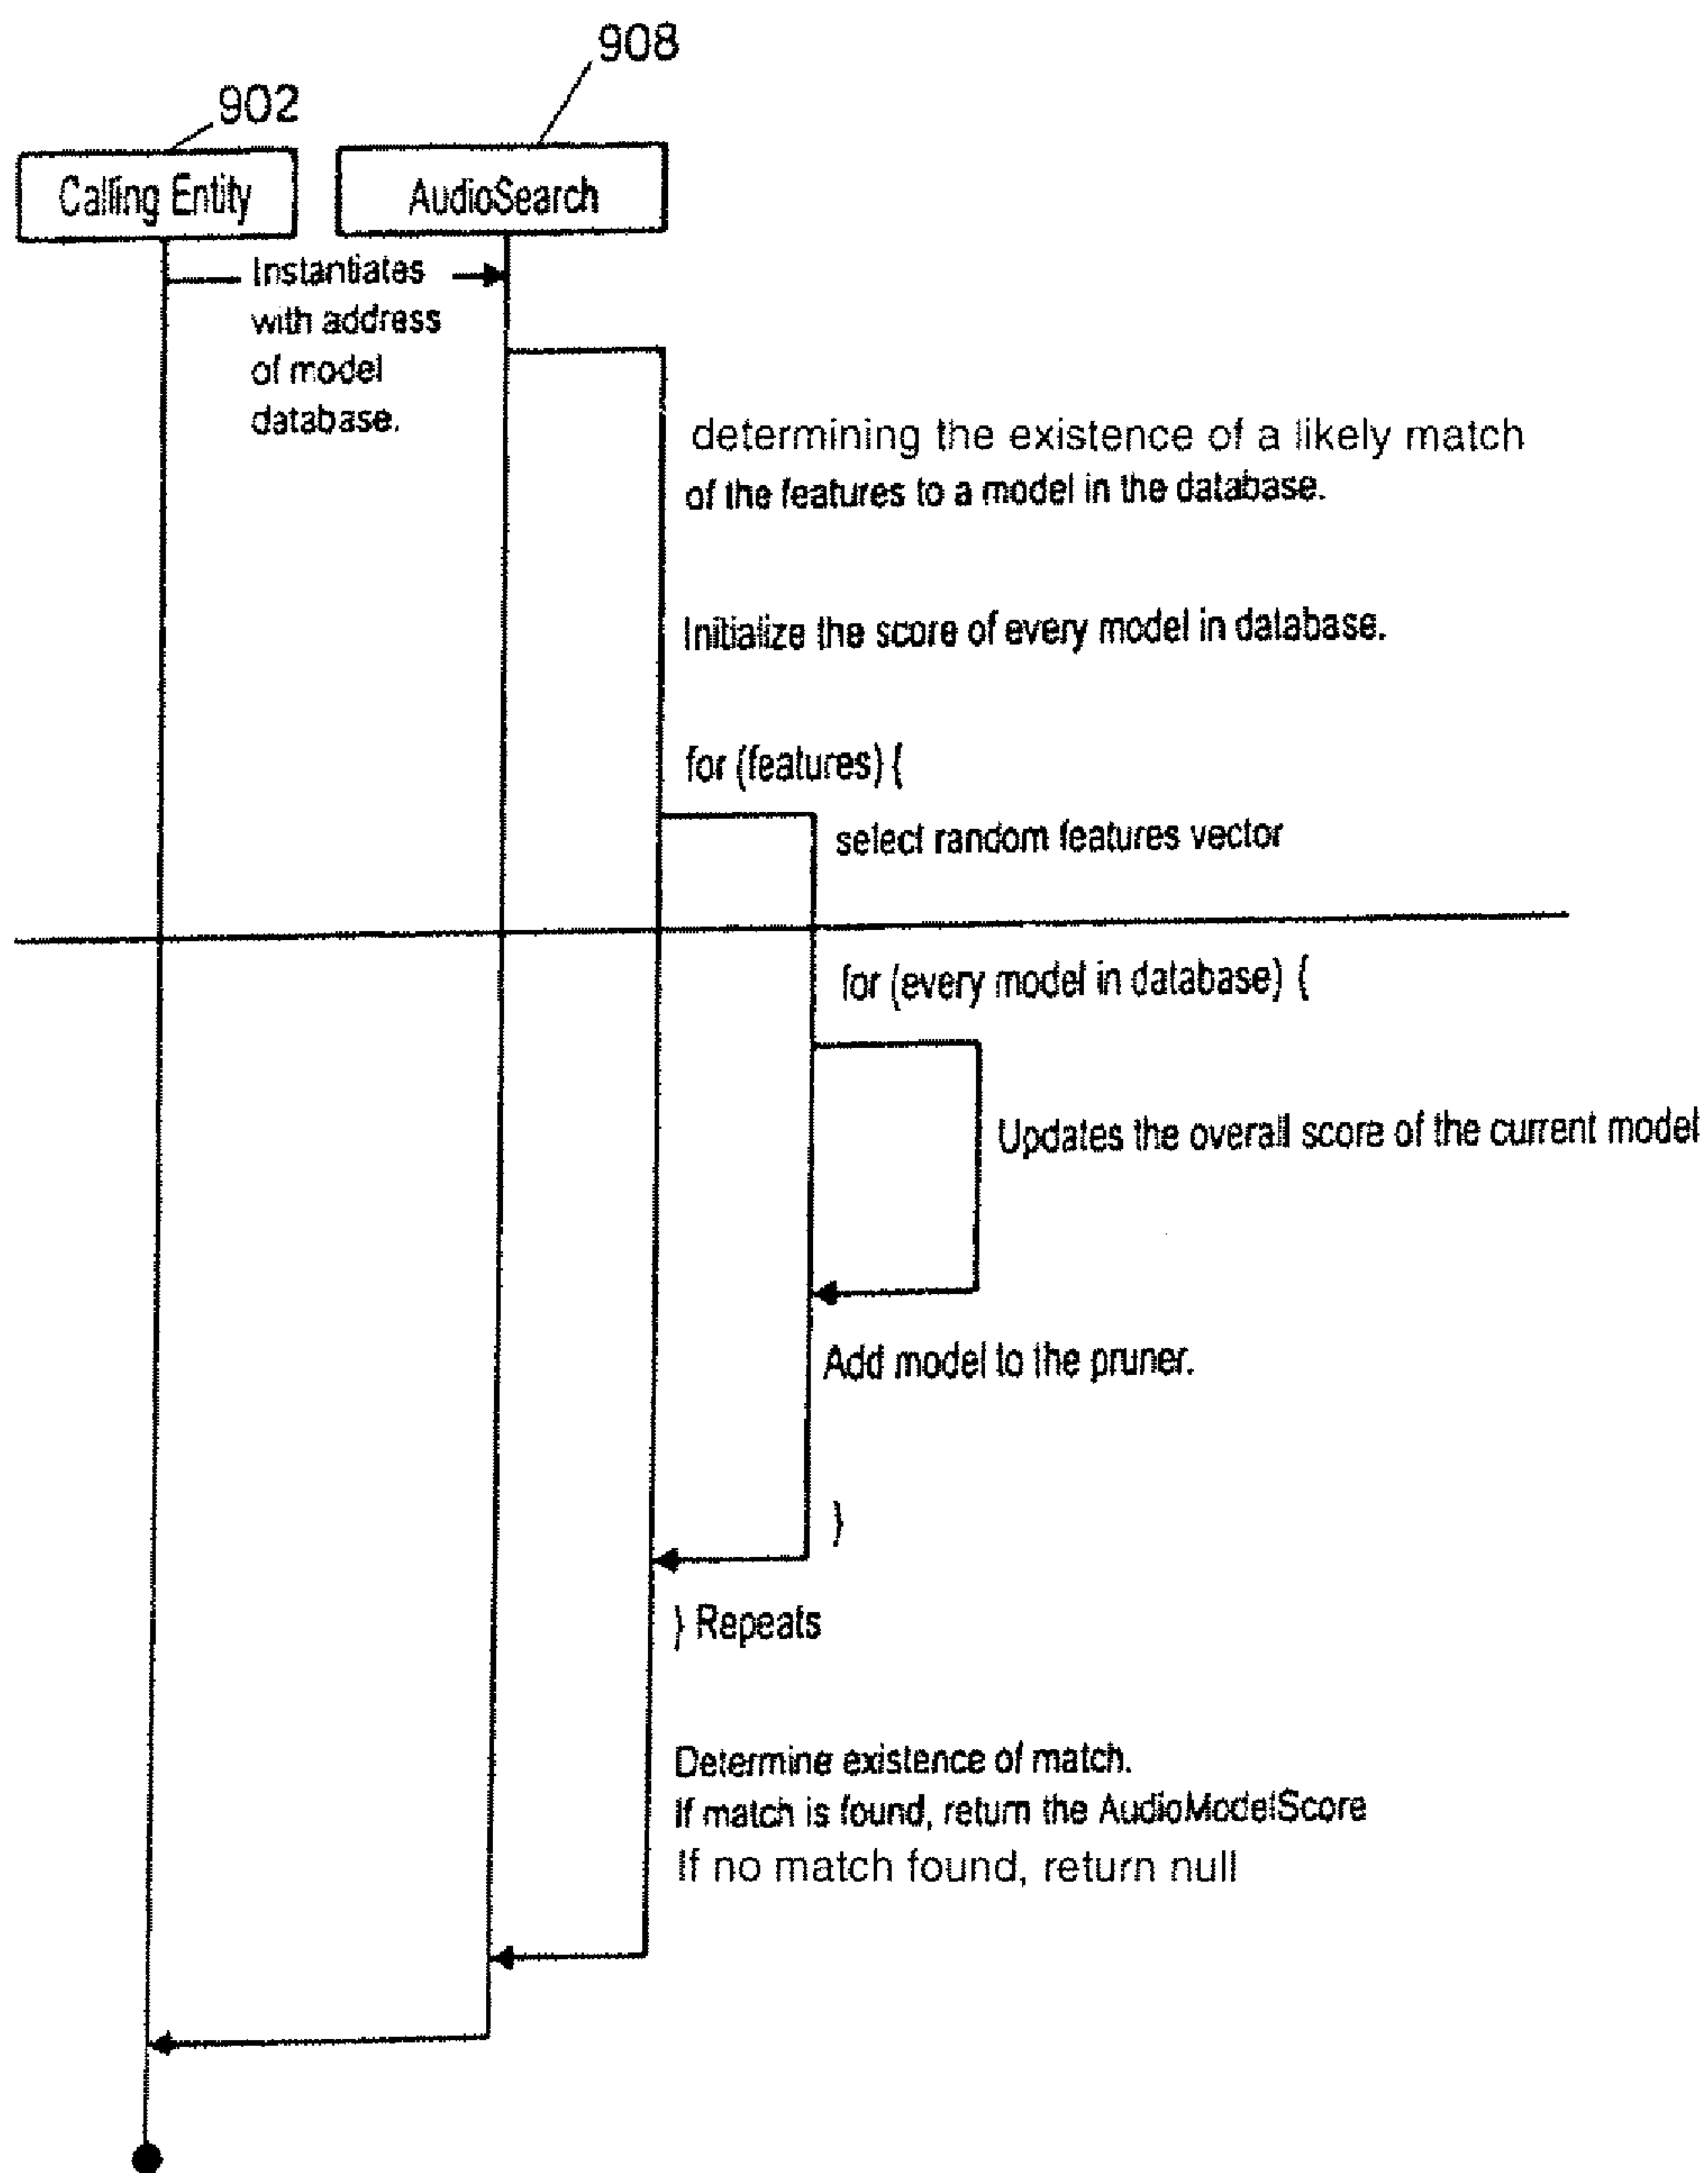 908
902
Calling Entity
AudioSearch
Instantiates
with address
of model
database.
determining the existence of a likely match
of the features to a model in the database.
Initialize the score of every model in database.
for (features) {
select random features vector
for (every model in database) {
Updates the overall score of the current model
Add model to the pruner.
}
} Repeats
Determine existence of match.
If match is found, return the AudioModelScore
If no match found, return null